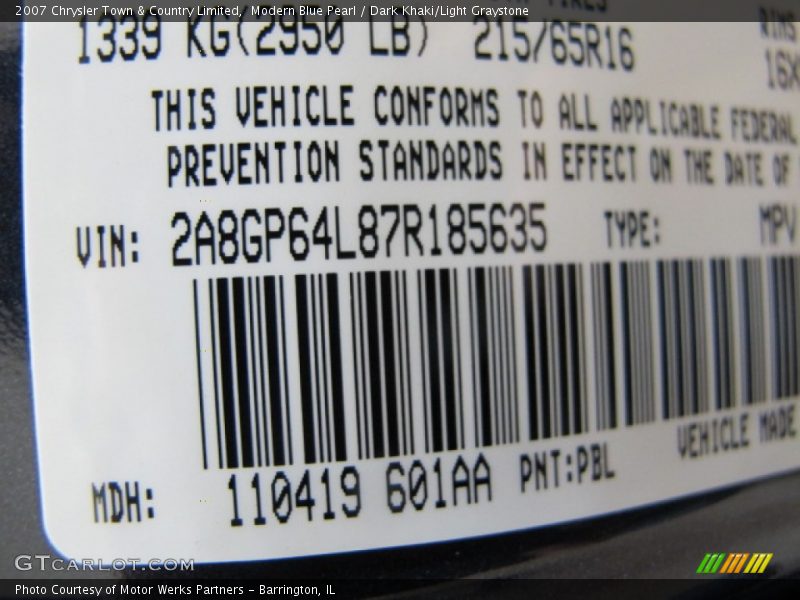 2007 Chrysler Town & Country Limited, / Modern Blue Pearl / Dark Khaki/Light Graystone
1339 KG(2950 LB) 215/65R16 16X
THIS VEHICLE CONFORMS TO ALL APPLICABLE FEDERAL
PREVENTION STANDARDS IN EFFECT ON THE DATE OF
VIN: 2A8GP64L87R185635 TYPE: MPV
VEHICLE MADE
MDH: 110419 601AA PNT:PBL
GTCARLOT.COM
Photo Courtesy of Motor Werks Partners - Barrington, IL